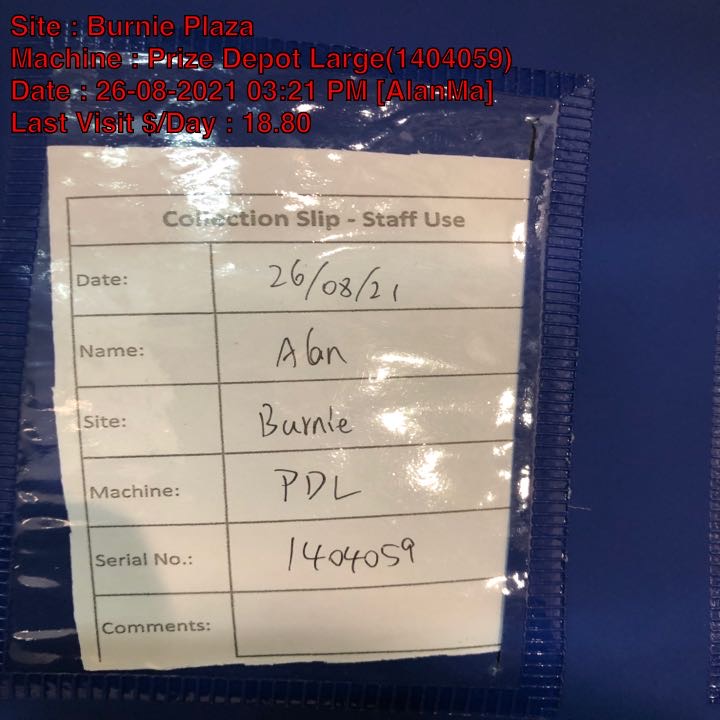 Site : Burnie Plaza
Machine : Prize Depot Large(1404059)
Date : 26-08-2021 03:21 PM [AlanMa]
Last Visit $/Day : 18.80
Collection Slip - Staff Use
Date: 26/08/21
Name: Alan
Site: Burnie
Machine: PDL
Serial No.: 1404059
Comments: